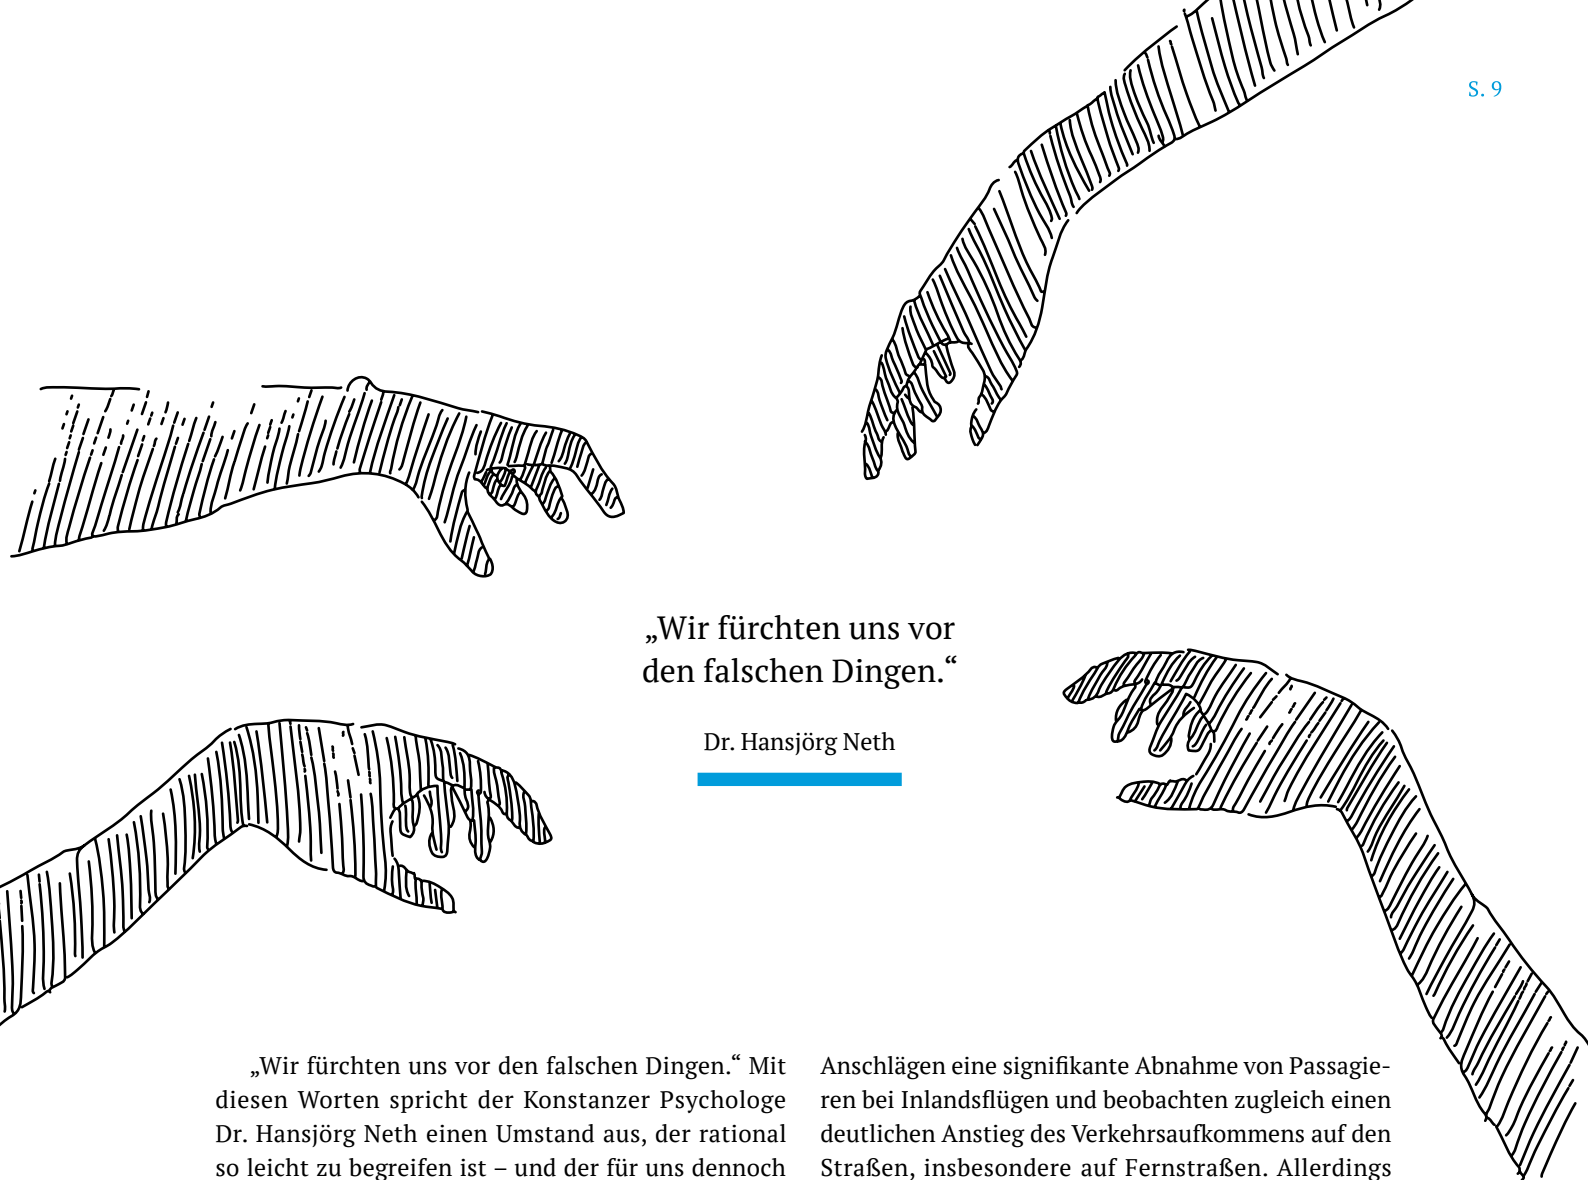 S. 9
„Wir fürchten uns vor
den falschen Dingen.“
Dr. Hansjörg Neth
„Wir fürchten uns vor den falschen Dingen.“ Mit
diesen Worten spricht der Konstanzer Psychologe
Dr. Hansjörg Neth einen Umstand aus, der rational
so leicht zu begreifen ist – und der für uns dennoch
Anschlägen eine signifikante Abnahme von Passagie-
ren bei Inlandsflügen und beobachten zugleich einen
deutlichen Anstieg des Verkehrsaufkommens auf den
Straßen, insbesondere auf Fernstraßen. Allerdings